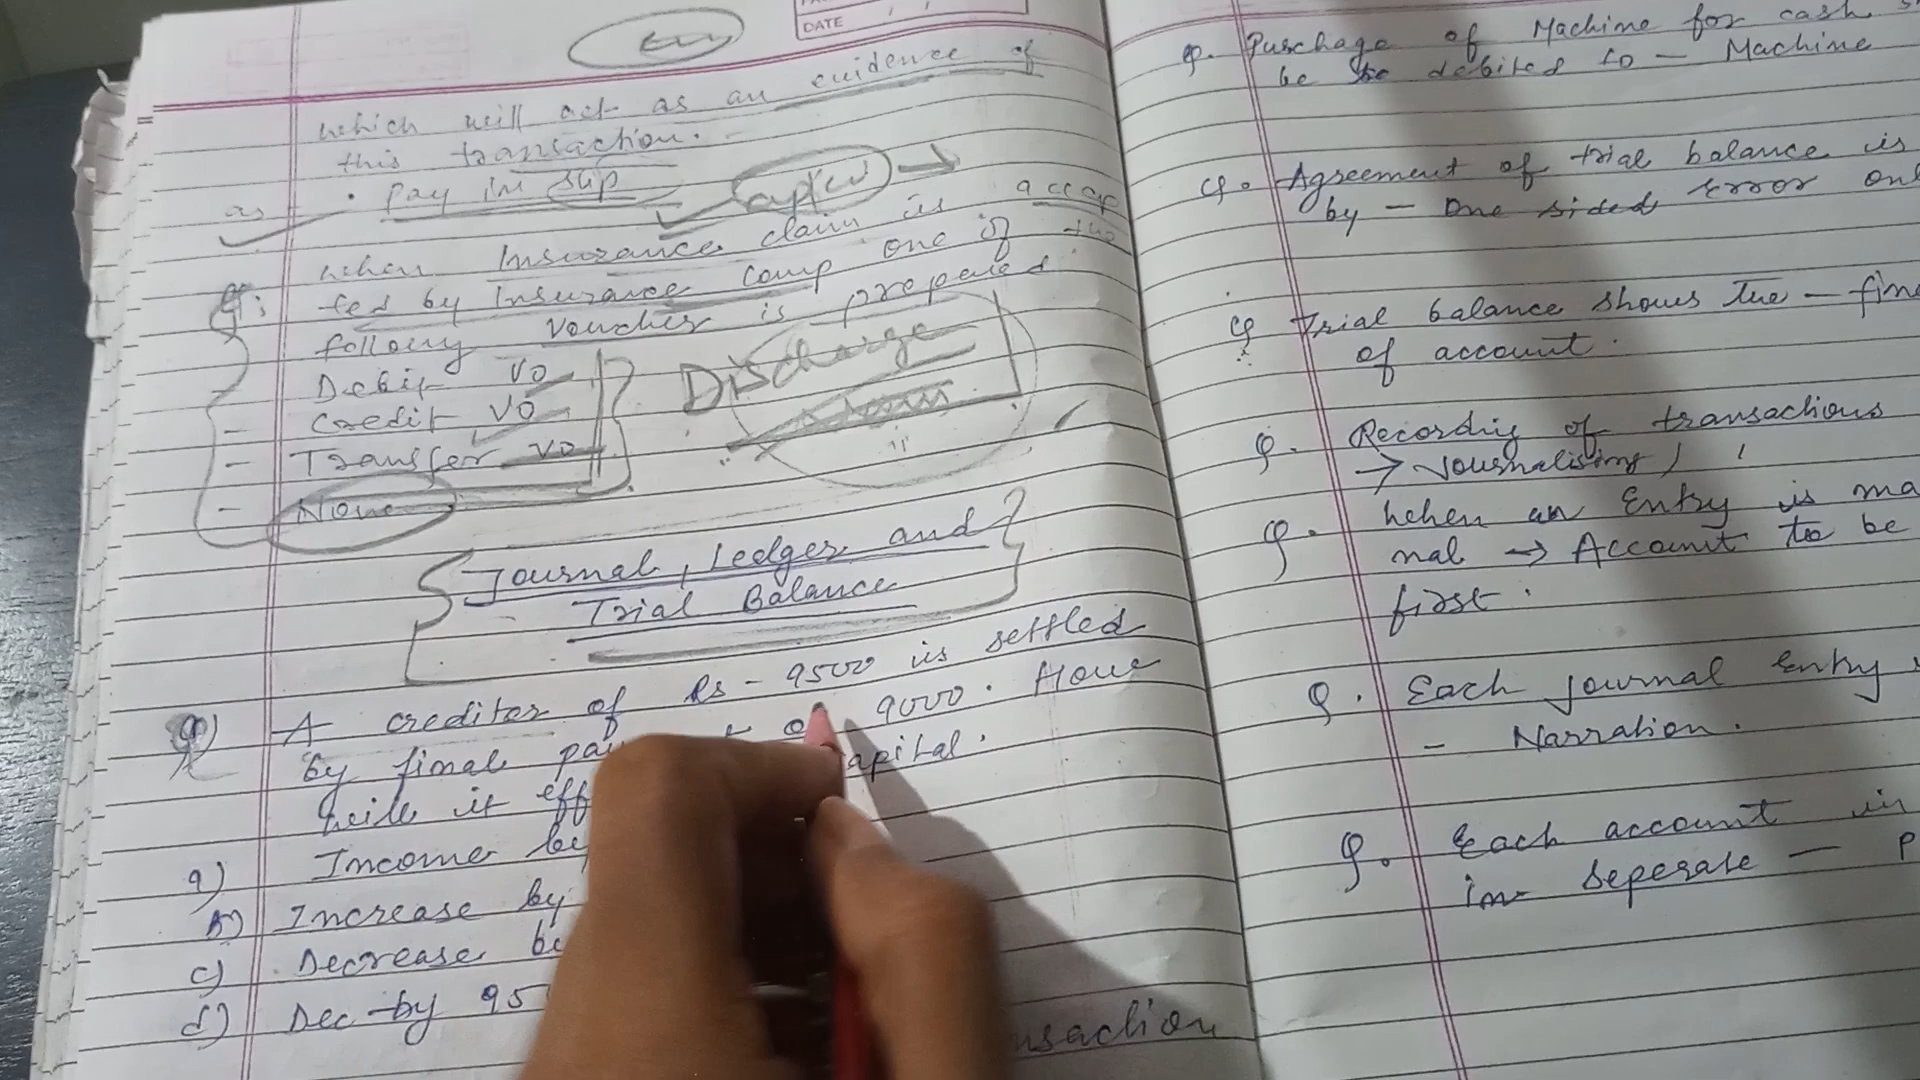 DATE
which will act as an evidence of
this transaction.
• Pay in slip
as
Q. when Insurance claim is accep
ted by Insurance comp one of the
following voucher is prepared
Debit VO
- Credit VO
- Transfer VO
- None
Discharge
Journal, Ledger and
Trial Balance
Q) A creditor of Rs - 9500 is settled
by final pay 9000. How
will it eff apital.
a) Income by
b) Increase by
c) Decrease by
d) Dec-by 95
nsaction
Q. Purchage of Machine for cash
be debited to - Machine
Q. Agreement of trial balance is
by - One sided Error onl
Q Trial balance shows the - fin
of account.
Q. Recording of transactions
→ Journalising
Q. When an Entry is ma
nal → Account to be
first.
Q. Each journal Entry
- Narration.
Q. Each account in
in seperate - P